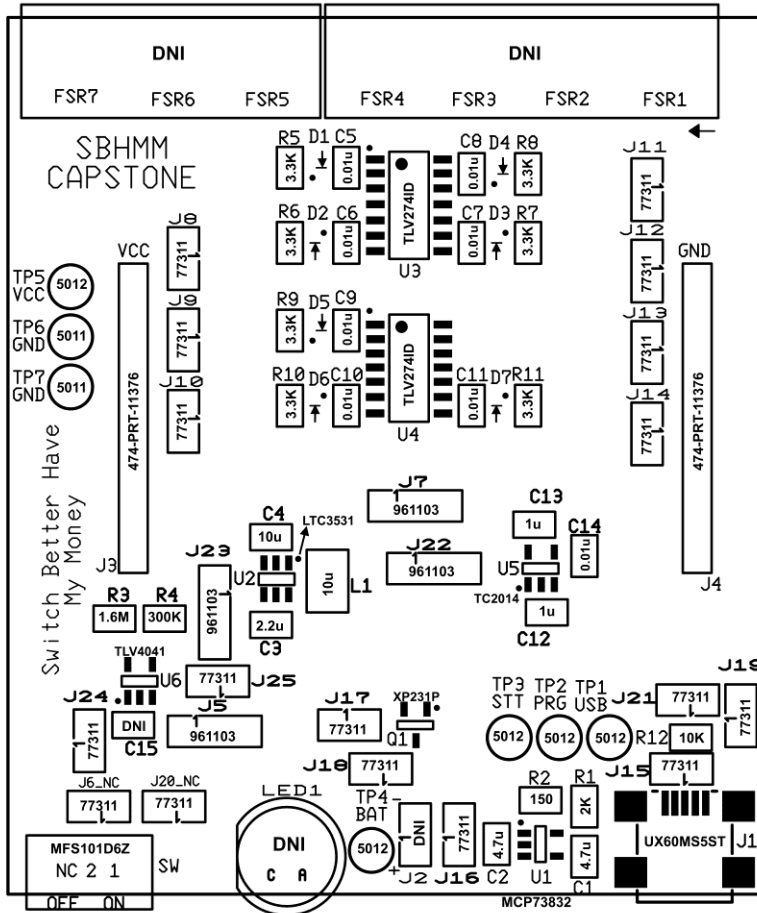 DNI DNI
FSR7 FSR6 FSR5 FSR4 FSR3 FSR2 FSR1
SBHMM
CAPSTONE
R5 D1 C5 C8 D4 R8
3.3K 0.01u TLV274ID 0.01u 3.3K
R6 D2 C6 C7 D3 R7
3.3K 0.01u 0.01u 3.3K
U3
J11
77311
J12
77311
J13
77311
J14
77311
J8
77311
J9
77311
J10
77311
VCC
474-PRT-11376
J3
GND
474-PRT-11376
J4
TP5
VCC
5012
TP6
GND
5011
TP7
GND
5011
R9 D5 C9
3.3K 0.01u TLV274ID
R10 D6 C10 C11 D7 R11
3.3K 0.01u 0.01u 3.3K
U4
Switch Better Have
My Money
J7
961103
J22
961103
C4
10u
LTC3531
U2
10u
L1
2.2u
C3
J23
961103
C13
1u
C14
0.01u
U5
TC2014
1u
C12
R3 R4
1.6M 300K
TLV4041
U6
77311
J25
J24
77311
DNI
C15
J5
961103
J17
77311
XP231P
Q1
J18
77311
TP3
STT
5012
TP2
PRG
5012
TP1
USB
5012
J21
77311
J19
77311
R12
10K
J15
77311
J6_NC
77311
J20_NC
77311
LED1
DNI
C A
TP4
BAT
5012
-
+
DNI
J2
77311
J16
R2
150
R1
2K
4.7u
C2
U1
MCP73832
4.7u
C1
UX60MS5ST
J1
MFS101D6Z
NC 2 1
SW
OFF ON